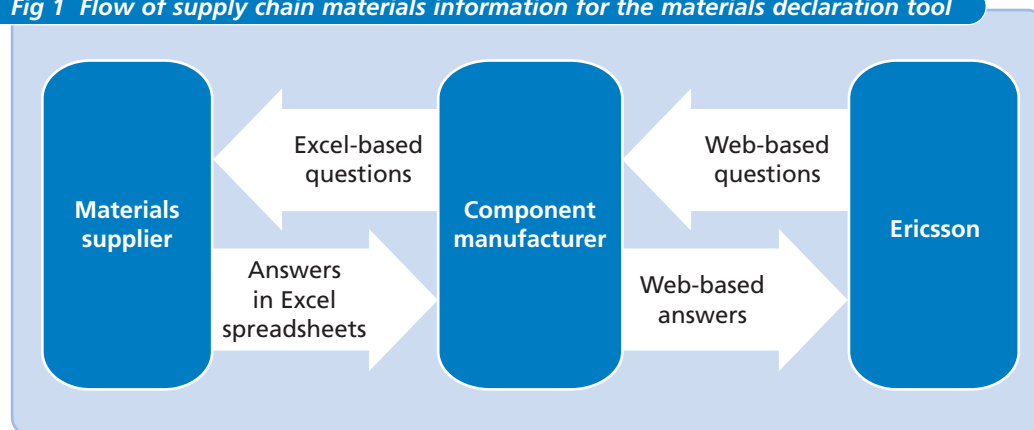 Fig 1 Flow of supply chain materials information for the materials declaration tool
Materials
supplier
Excel-based
questions
Answers
in Excel
spreadsheets
Component
manufacturer
Web-based
questions
Web-based
answers
Ericsson